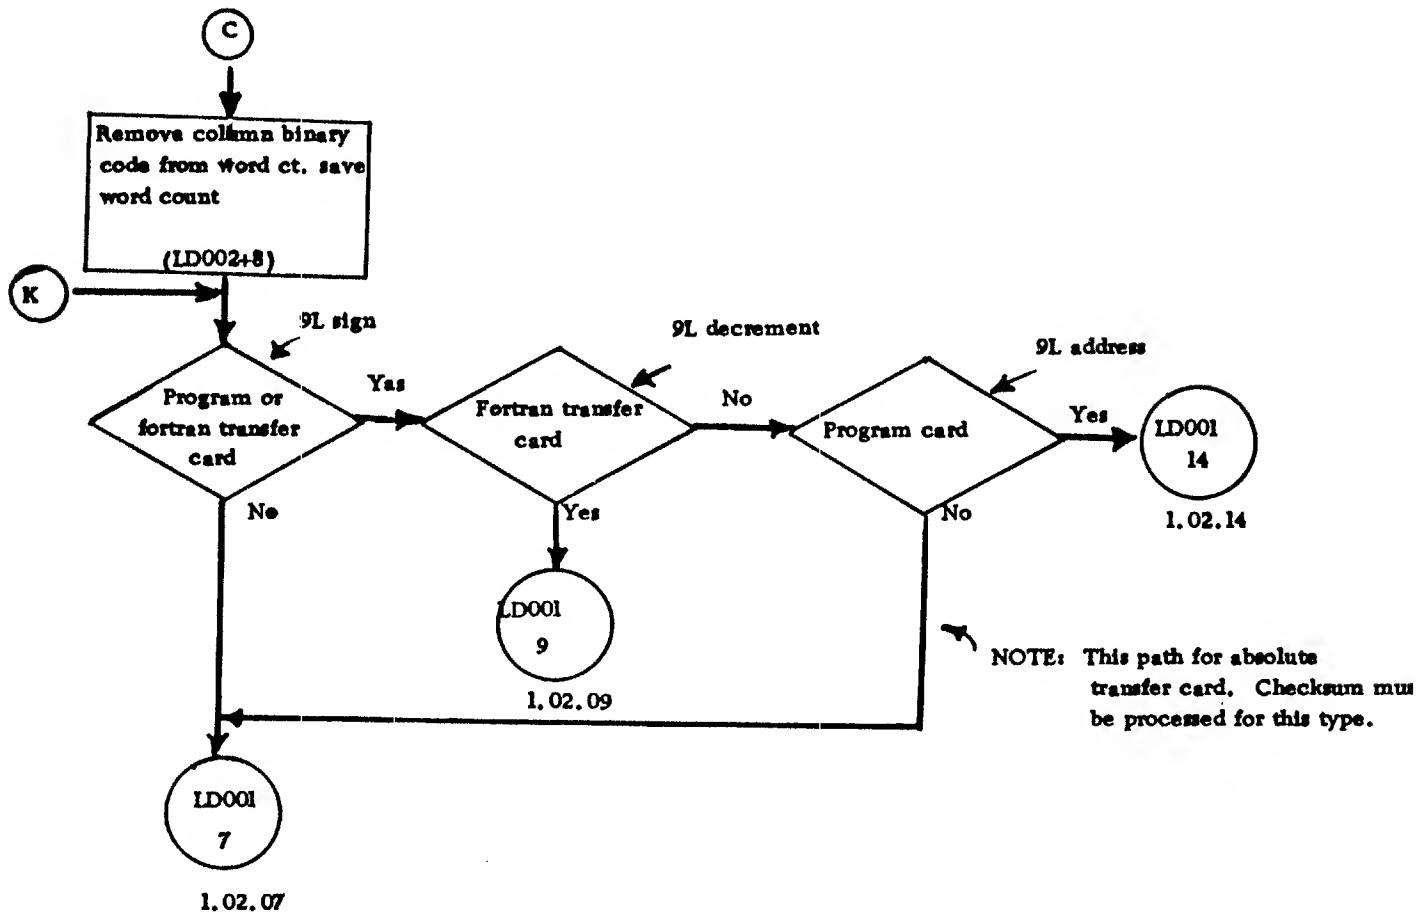 C
Remove column binary
code from word ct. save
word count
(LD002+8)
K
9L sign
9L decrement
9L address
Program or
fortran transfer
card
Yas
Fortran transfer
card
No
Program card
Yes
LD001
14
1.02.14
No
Yes
No
LD001
9
1.02.09
NOTE: This path for absolute
transfer card. Checksum mus
be processed for this type.
LD001
7
1.02.07